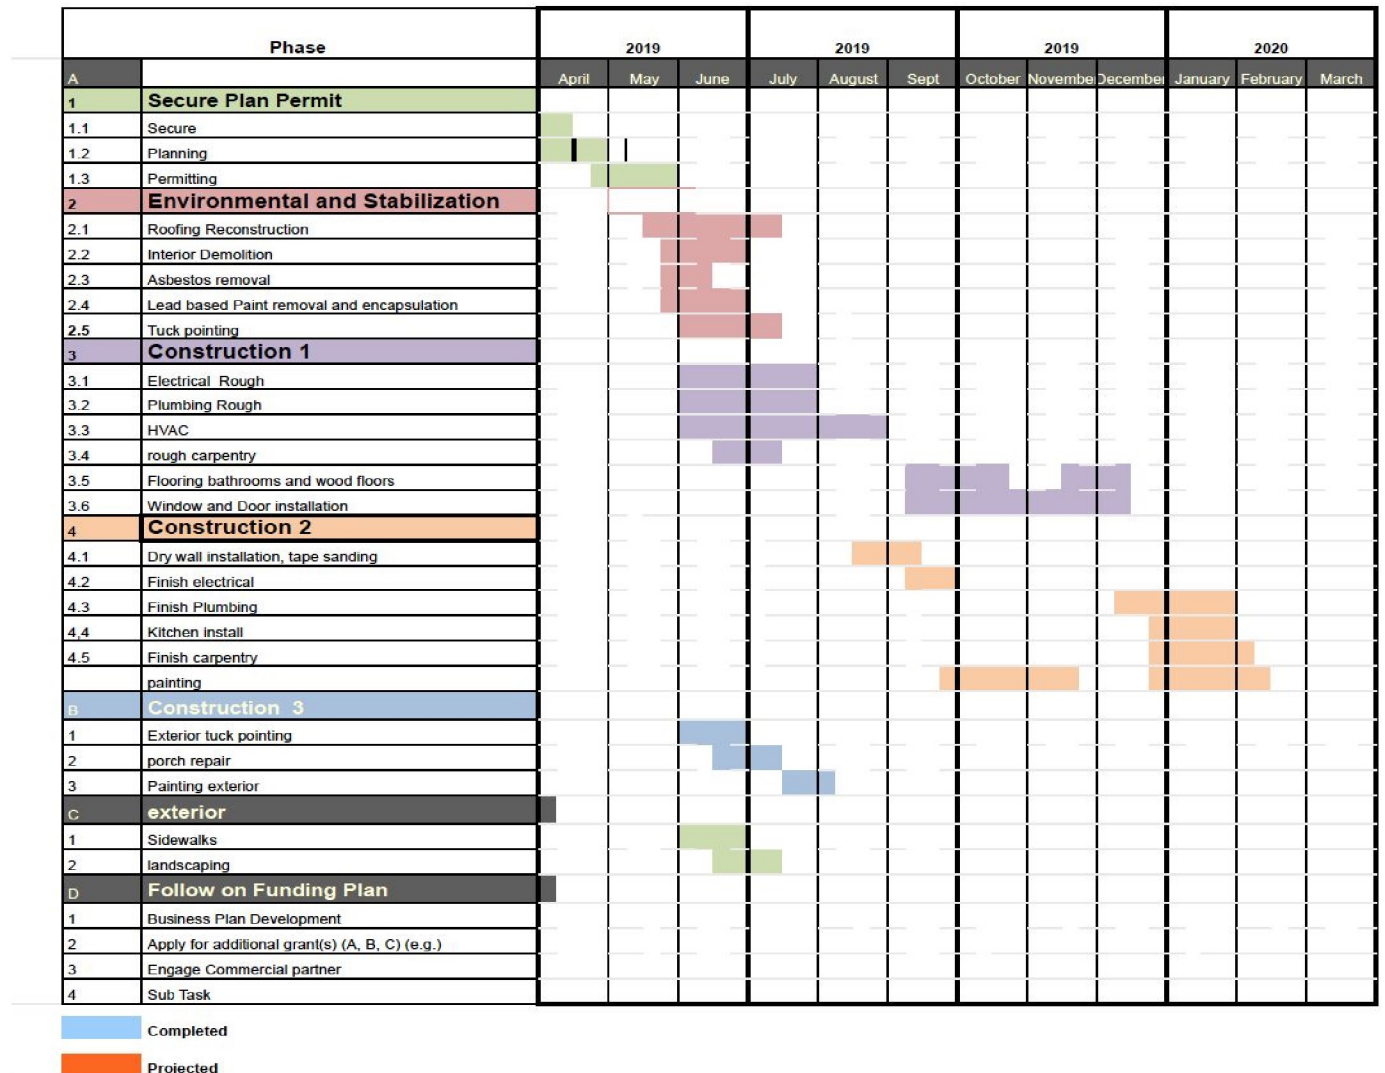 Phase 2019 2019 2019 2020
A April May June July August Sept October Novembe December January February March
1 Secure Plan Permit
1.1 Secure
1.2 Planning
1.3 Permitting
2 Environmental and Stabilization
2.1 Roofing Reconstruction
2.2 Interior Demolition
2.3 Asbestos removal
2.4 Lead based Paint removal and encapsulation
2.5 Tuck pointing
3 Construction 1
3.1 Electrical Rough
3.2 Plumbing Rough
3.3 HVAC
3.4 rough carpentry
3.5 Flooring bathrooms and wood floors
3.6 Window and Door installation
4 Construction 2
4.1 Dry wall installation, tape sanding
4.2 Finish electrical
4.3 Finish Plumbing
4,4 Kitchen install
4.5 Finish carpentry
painting
B Construction 3
1 Exterior tuck pointing
2 porch repair
3 Painting exterior
C exterior
1 Sidewalks
2 landscaping
D Follow on Funding Plan
1 Business Plan Development
2 Apply for additional grant(s) (A, B, C) (e.g.)
3 Engage Commercial partner
4 Sub Task
Completed
Projected